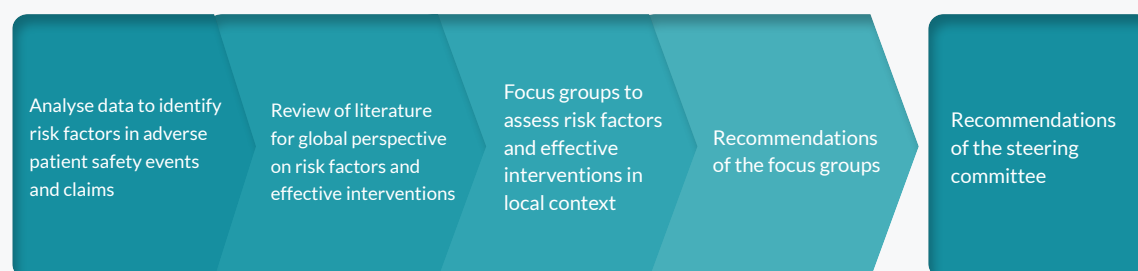 Analyse data to identify
risk factors in adverse
patient safety events
and claims
Review of literature
for global perspective
on risk factors and
effective interventions
Focus groups to
assess risk factors
and effective
interventions in
local context
Recommendations
of the focus groups
Recommendations
of the steering
committee